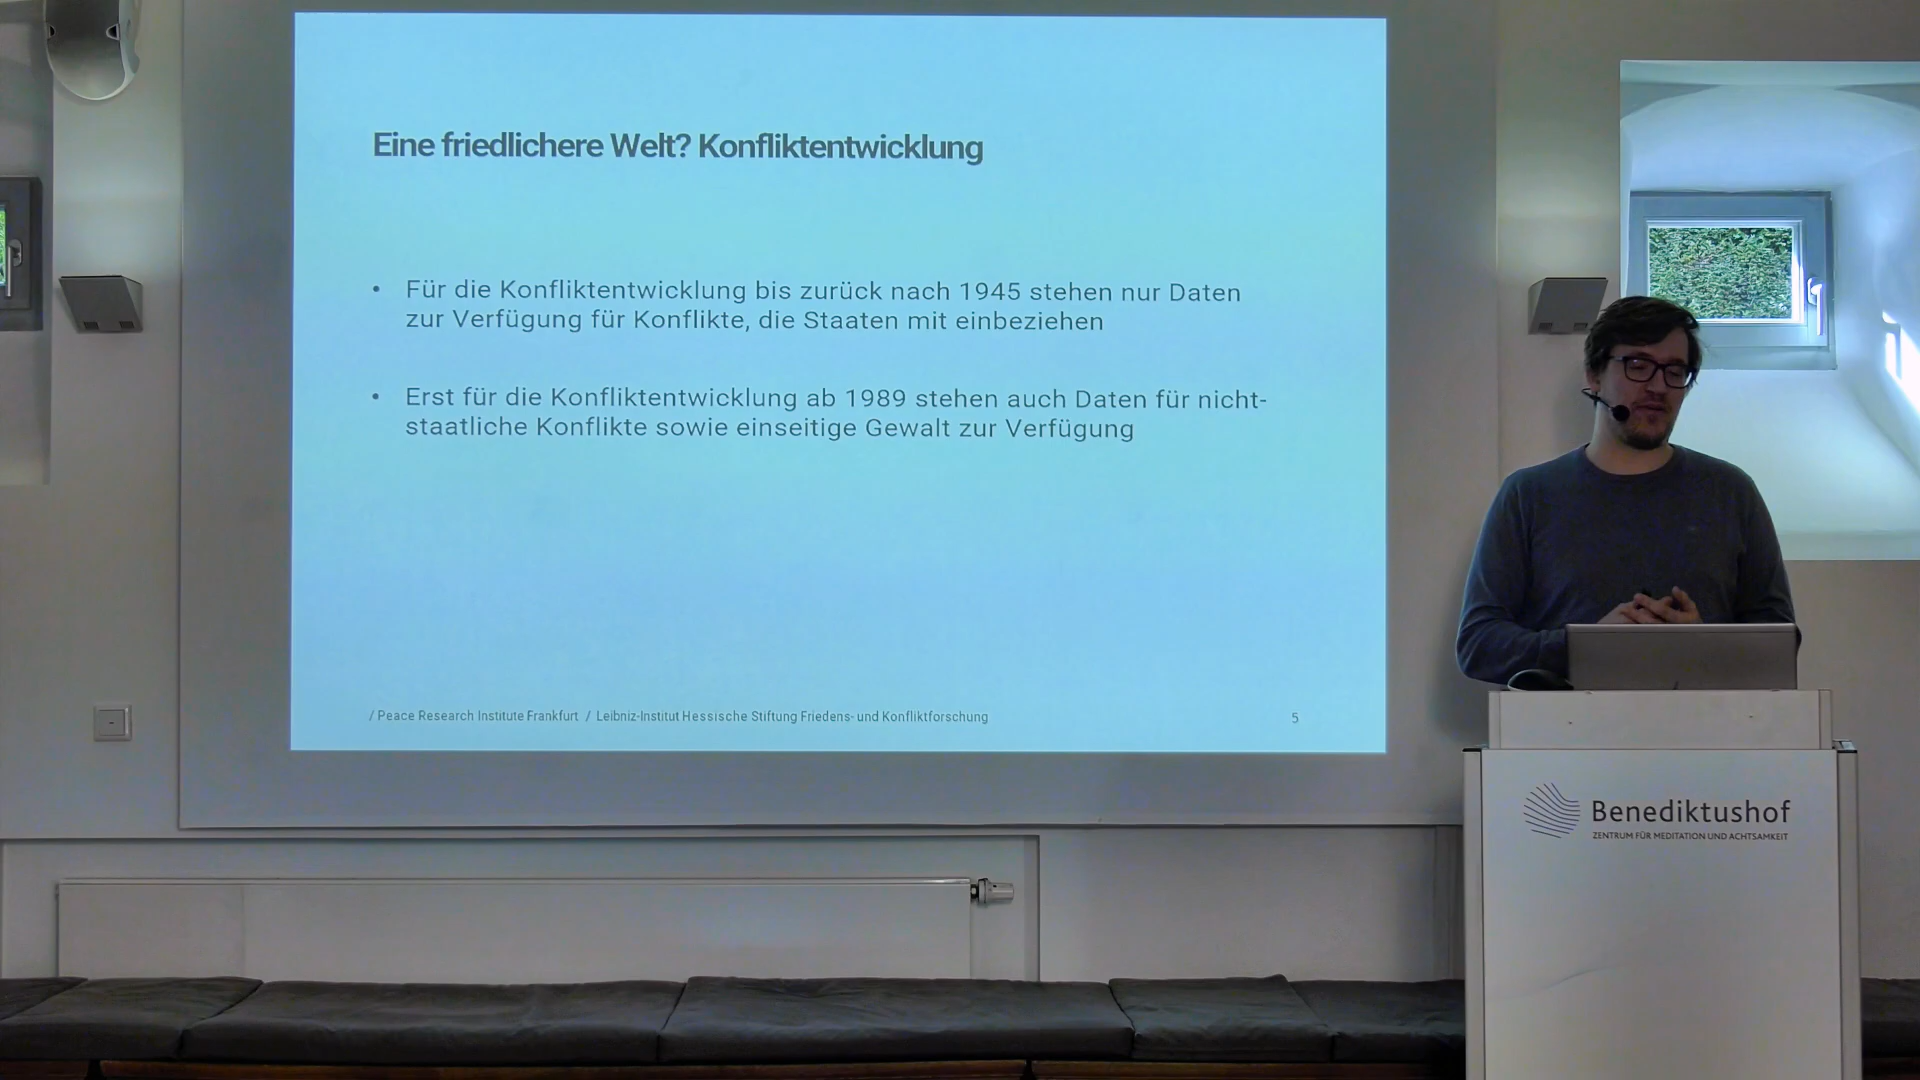 Eine friedlichere Welt? Konfliktentwicklung
• Für die Konfliktentwicklung bis zurück nach 1945 stehen nur Daten
zur Verfügung für Konflikte, die Staaten mit einbeziehen
• Erst für die Konfliktentwicklung ab 1989 stehen auch Daten für nicht-
staatliche Konflikte sowie einseitige Gewalt zur Verfügung
/ Peace Research Institute Frankfurt / Leibniz-Institut Hessische Stiftung Friedens- und Konfliktforschung
5
Benediktushof
ZENTRUM FÜR MEDITATION UND ACHTSAMKEIT